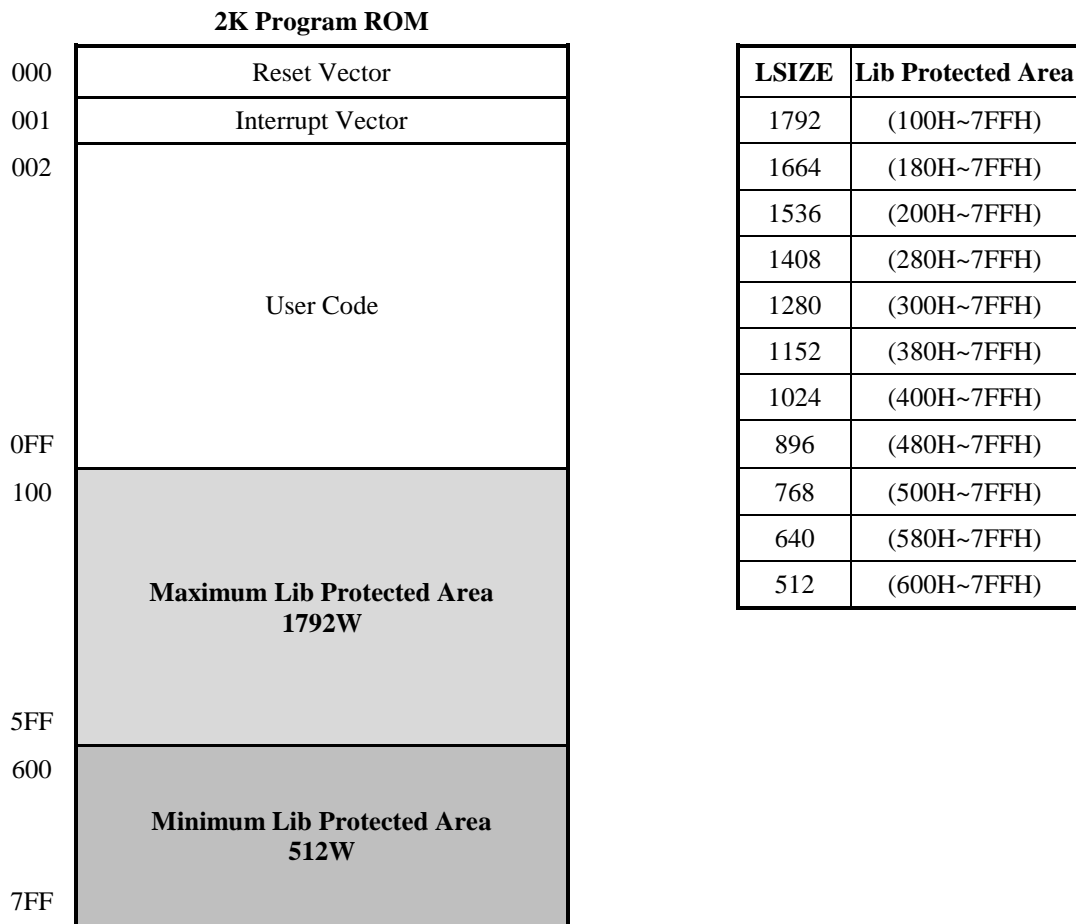 2K Program ROM
000 Reset Vector
001 Interrupt Vector
002
User Code
0FF
100
Maximum Lib Protected Area
1792W
5FF
600
Minimum Lib Protected Area
512W
7FF
LSIZE Lib Protected Area
1792 (100H~7FFH)
1664 (180H~7FFH)
1536 (200H~7FFH)
1408 (280H~7FFH)
1280 (300H~7FFH)
1152 (380H~7FFH)
1024 (400H~7FFH)
896 (480H~7FFH)
768 (500H~7FFH)
640 (580H~7FFH)
512 (600H~7FFH)